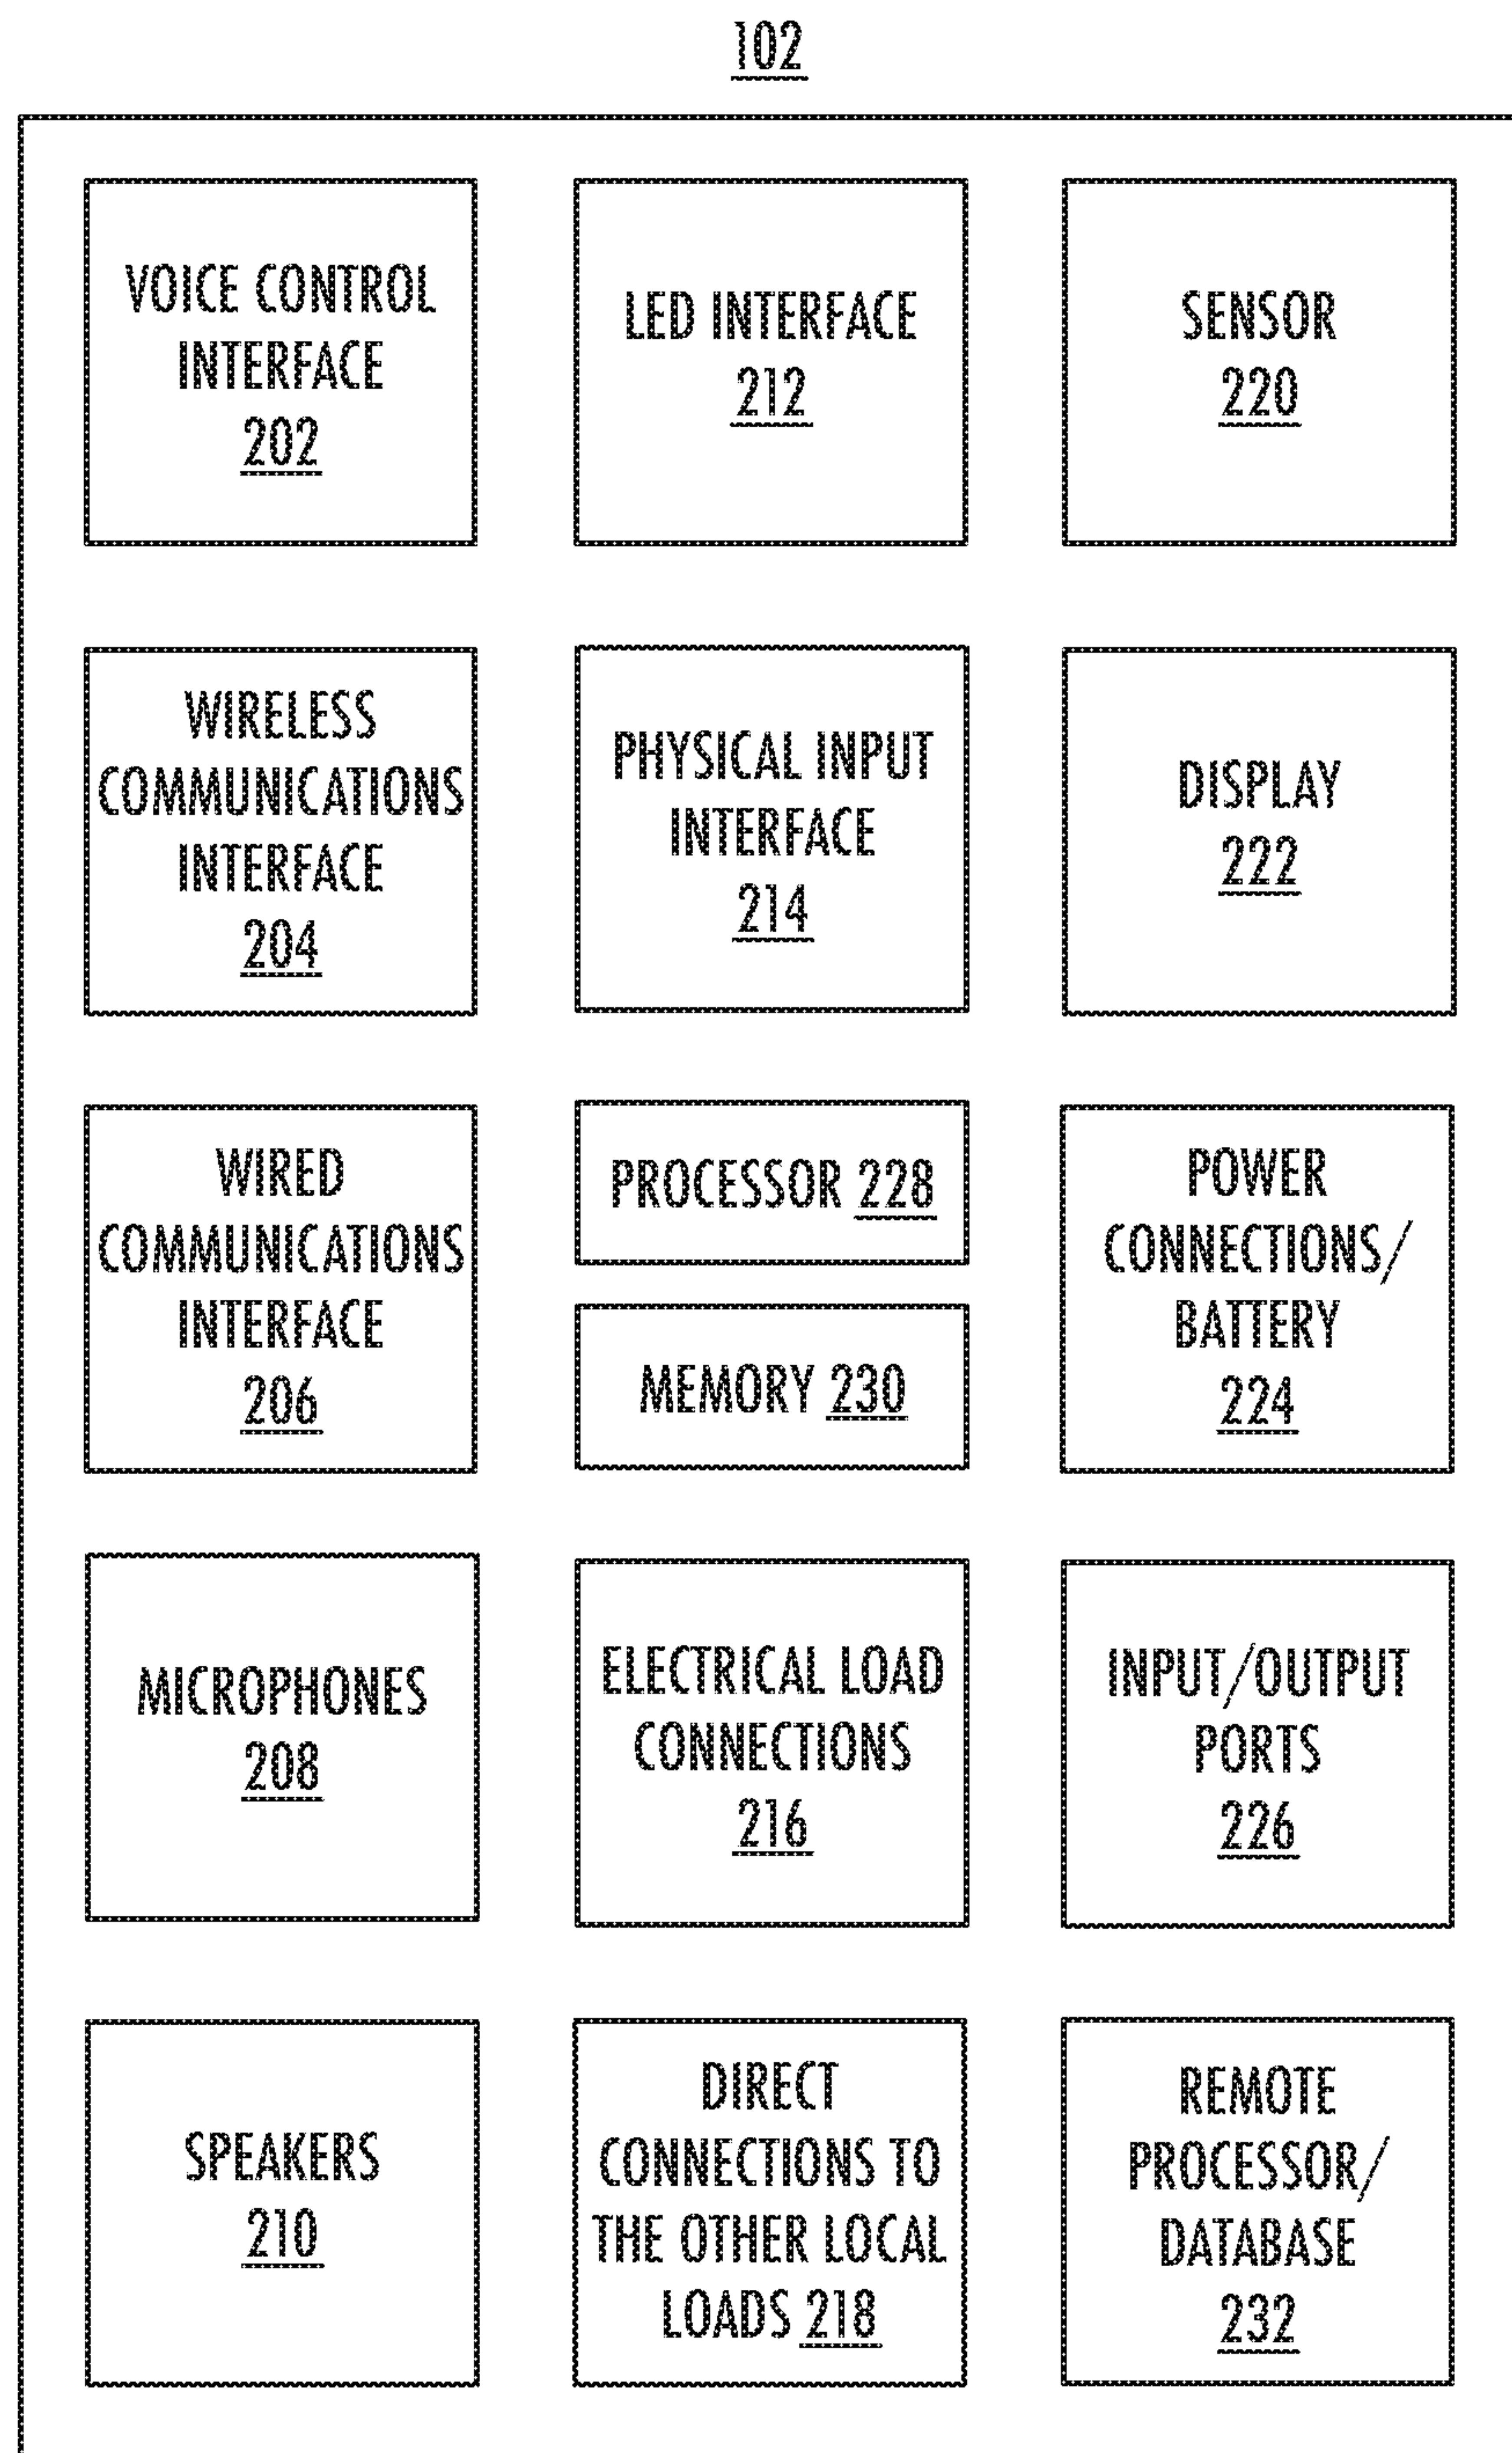 102
VOICE CONTROL
INTERFACE
202
LED INTERFACE
212
SENSOR
220
WIRELESS
COMMUNICATIONS
INTERFACE
204
PHYSICAL INPUT
INTERFACE
214
DISPLAY
222
WIRED
COMMUNICATIONS
INTERFACE
206
PROCESSOR 228
MEMORY 230
POWER
CONNECTIONS/
BATTERY
224
MICROPHONES
208
ELECTRICAL LOAD
CONNECTIONS
216
INPUT/OUTPUT
PORTS
226
SPEAKERS
210
DIRECT
CONNECTIONS TO
THE OTHER LOCAL
LOADS 218
REMOTE
PROCESSOR/
DATABASE
232